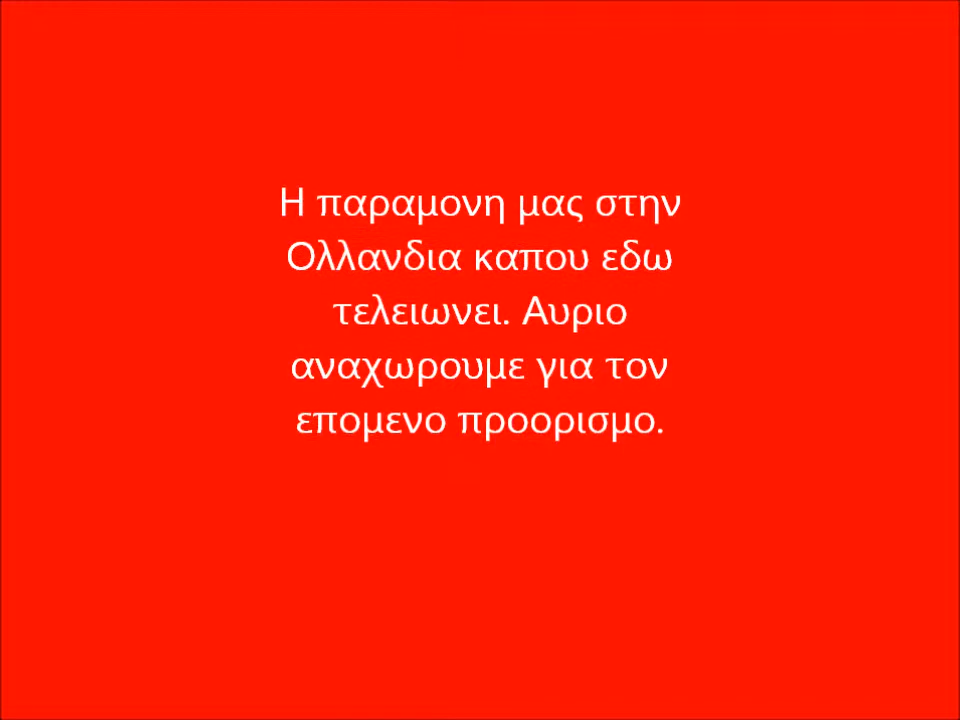 Η παραμονη μας στην
Ολλανδια καπου εδω
τελειωνει. Αυριο
αναχωρουμε για τον
επομενο προορισμο.